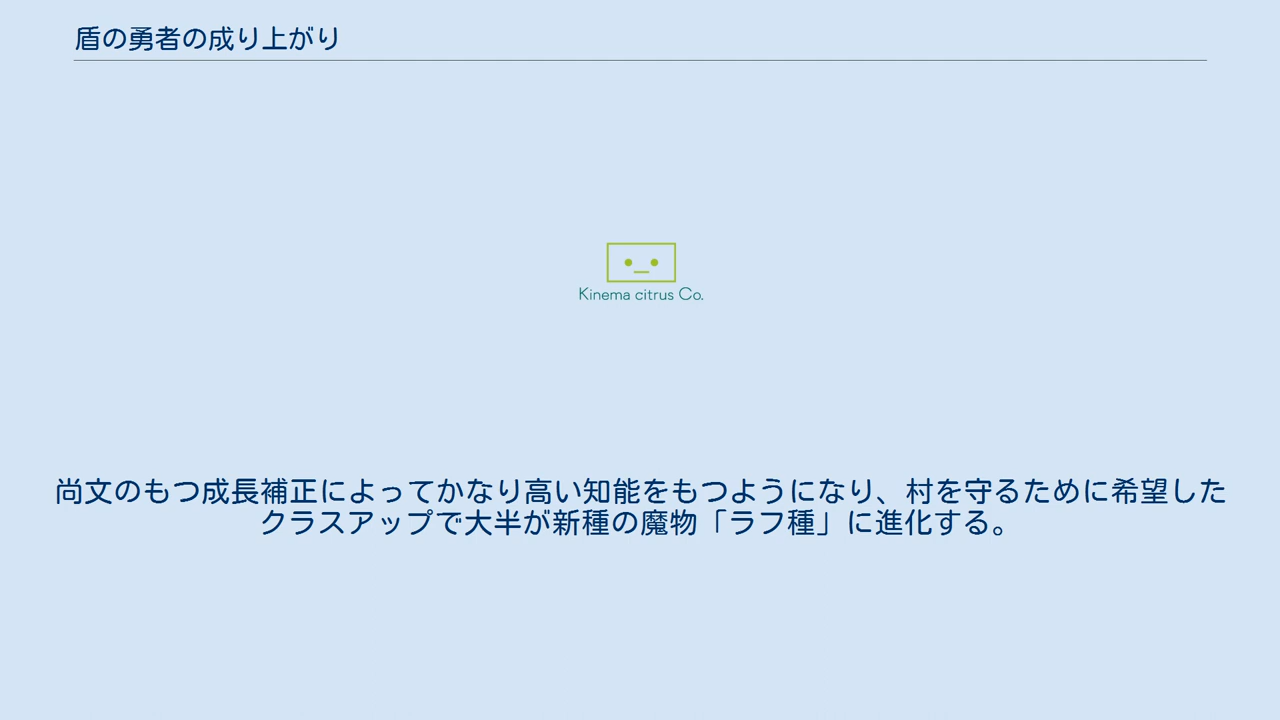 盾の勇者の成り上がり
Kinema citrus Co.
尚文のもつ成長補正によってかなり高い知能をもつようになり、村を守るために希望した
クラスアップで大半が新種の魔物「ラフ種」に進化する。